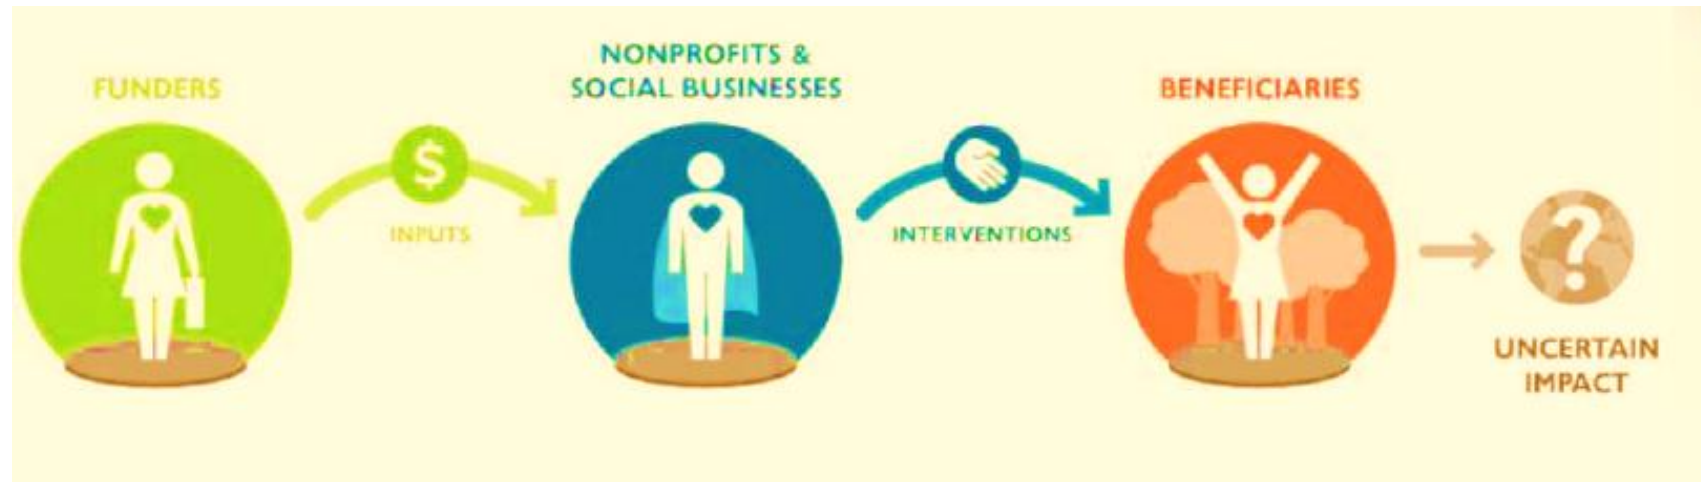 FUNDERS
$
INPUTS
NONPROFITS &
SOCIAL BUSINESSES
INTERVENTIONS
BENEFICIARIES
?
UNCERTAIN
IMPACT